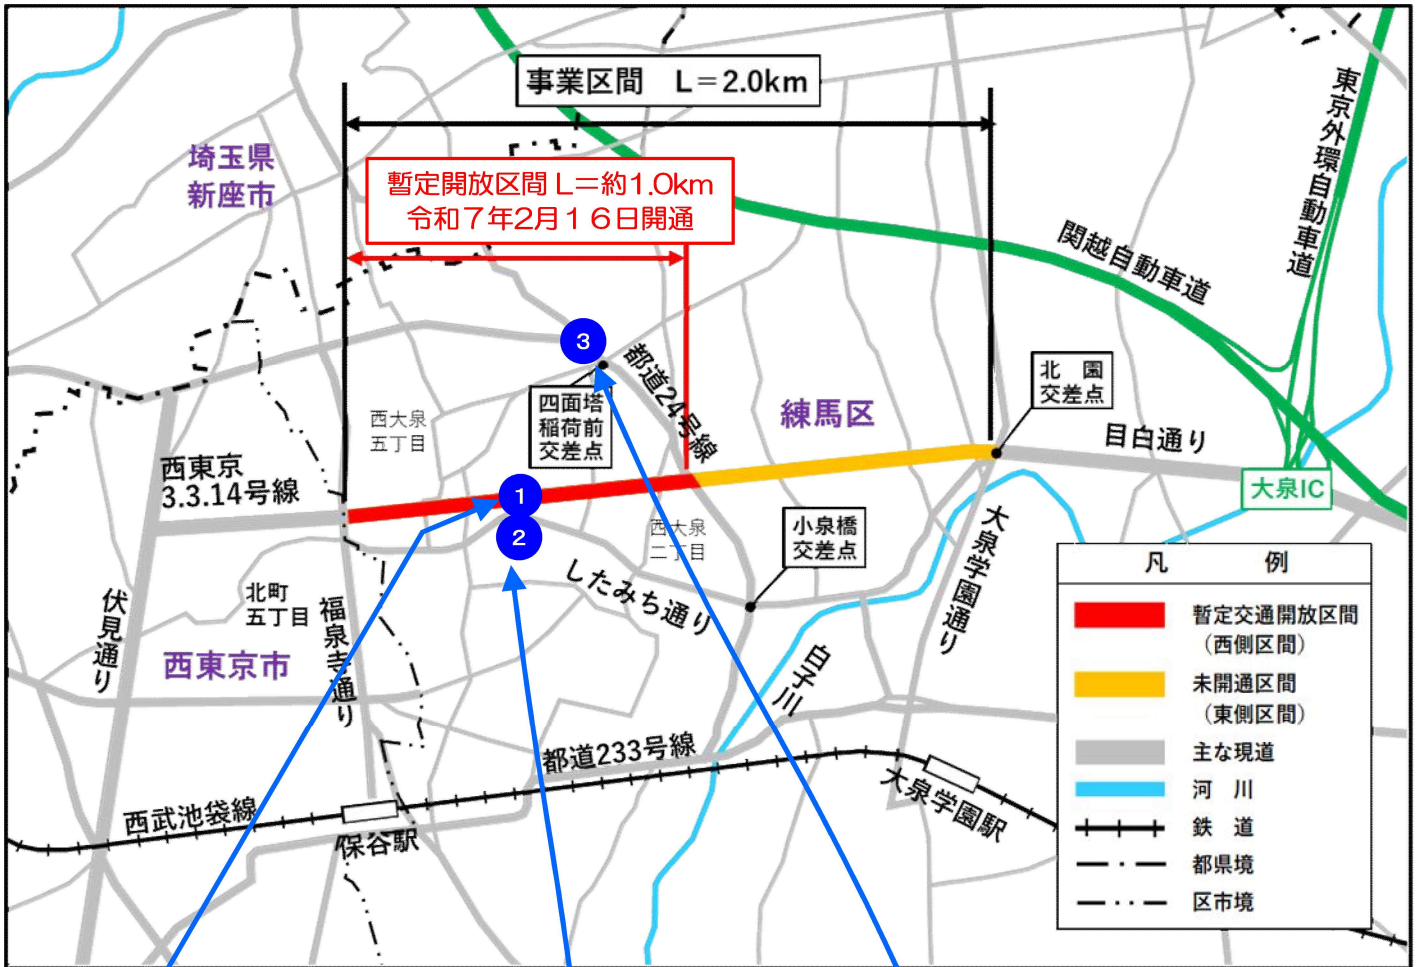 事業区間 L＝2.0km
埼玉県
新座市
暫定開放区間 L＝約1.0km
令和７年２月１６日開通
東京外環自動車道
関越自動車道
3
都道24号線
北 園
交差点
四面塔
稲荷前
交差点
西大泉
五丁目
練馬区
目白通り
西東京
3.3.14号線
大泉IC
1
2
西大泉
二丁目
小泉橋
交差点
大泉学園通り
したみち通り
北町
五丁目
伏見通り
福泉寺通り
西東京市
白子川
都道233号線
西武池袋線
保谷駅
大泉学園駅
凡 例
暫定交通開放区間
（西側区間）
未開通区間
（東側区間）
主な現道
河 川
鉄 道
都県境
区市境